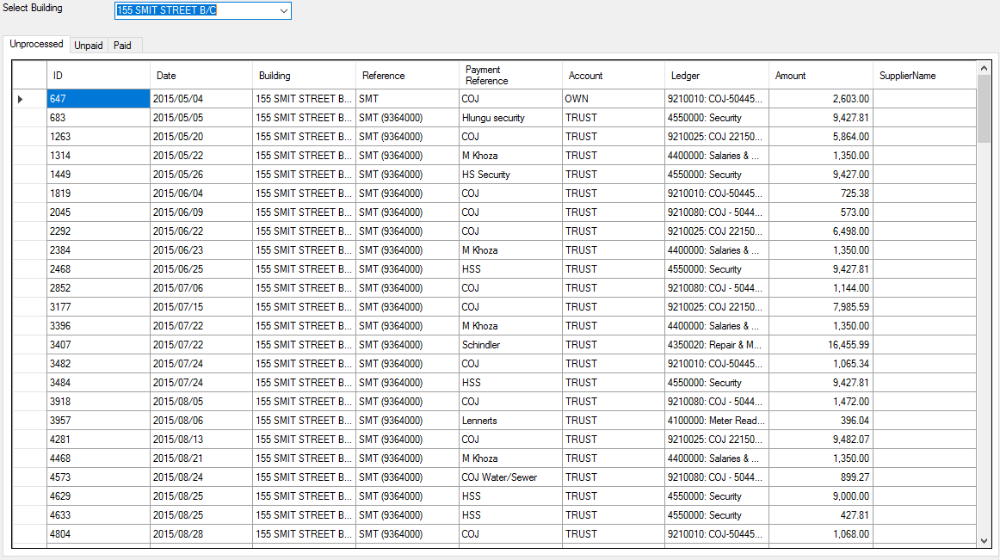 Select Building 155 SMIT STREET B/C
Unprocessed Unpaid Paid
ID Date Building Reference Payment Reference Account Ledger Amount SupplierName
647 2015/05/04 155 SMIT STREET B... SMT COJ OWN 9210010: COJ-50445... 2,603.00
683 2015/05/05 155 SMIT STREET B... SMT (9364000) Hlungu security TRUST 4550000: Security 9,427.81
1263 2015/05/20 155 SMIT STREET B... SMT (9364000) COJ TRUST 9210025: COJ 22150... 5,864.00
1314 2015/05/22 155 SMIT STREET B... SMT (9364000) M Khoza TRUST 4400000: Salaries & ... 1,350.00
1449 2015/05/26 155 SMIT STREET B... SMT (9364000) HS Security TRUST 4550000: Security 9,427.00
1819 2015/06/04 155 SMIT STREET B... SMT (9364000) COJ TRUST 9210010: COJ-50445... 725.38
2045 2015/06/09 155 SMIT STREET B... SMT (9364000) COJ TRUST 9210080: COJ - 5044... 573.00
2292 2015/06/22 155 SMIT STREET B... SMT (9364000) COJ TRUST 9210025: COJ 22150... 6,498.00
2384 2015/06/23 155 SMIT STREET B... SMT (9364000) M Khoza TRUST 4400000: Salaries & ... 1,350.00
2468 2015/06/25 155 SMIT STREET B... SMT (9364000) HSS TRUST 4550000: Security 9,427.81
2852 2015/07/06 155 SMIT STREET B... SMT (9364000) COJ TRUST 9210080: COJ - 5044... 1,144.00
3177 2015/07/15 155 SMIT STREET B... SMT (9364000) COJ TRUST 9210025: COJ 22150... 7,985.59
3396 2015/07/22 155 SMIT STREET B... SMT (9364000) M Khoza TRUST 4400000: Salaries & ... 1,350.00
3407 2015/07/22 155 SMIT STREET B... SMT (9364000) Schindler TRUST 4350020: Repair & M... 16,455.99
3482 2015/07/24 155 SMIT STREET B... SMT (9364000) COJ TRUST 9210010: COJ-50445... 1,065.34
3484 2015/07/24 155 SMIT STREET B... SMT (9364000) HSS TRUST 4550000: Security 9,427.81
3918 2015/08/05 155 SMIT STREET B... SMT (9364000) COJ TRUST 9210080: COJ - 5044... 1,472.00
3957 2015/08/06 155 SMIT STREET B... SMT (9364000) Lennerts TRUST 4100000: Meter Read... 396.04
4281 2015/08/13 155 SMIT STREET B... SMT (9364000) COJ TRUST 9210025: COJ 22150... 9,482.07
4468 2015/08/21 155 SMIT STREET B... SMT (9364000) M Khoza TRUST 4400000: Salaries & ... 1,350.00
4573 2015/08/24 155 SMIT STREET B... SMT (9364000) COJ Water/Sewer TRUST 9210080: COJ - 5044... 899.27
4629 2015/08/25 155 SMIT STREET B... SMT (9364000) HSS TRUST 4550000: Security 9,000.00
4633 2015/08/25 155 SMIT STREET B... SMT (9364000) HSS TRUST 4550000: Security 427.81
4804 2015/08/28 155 SMIT STREET B... SMT (9364000) COJ TRUST 9210010: COJ-50445... 1,068.00